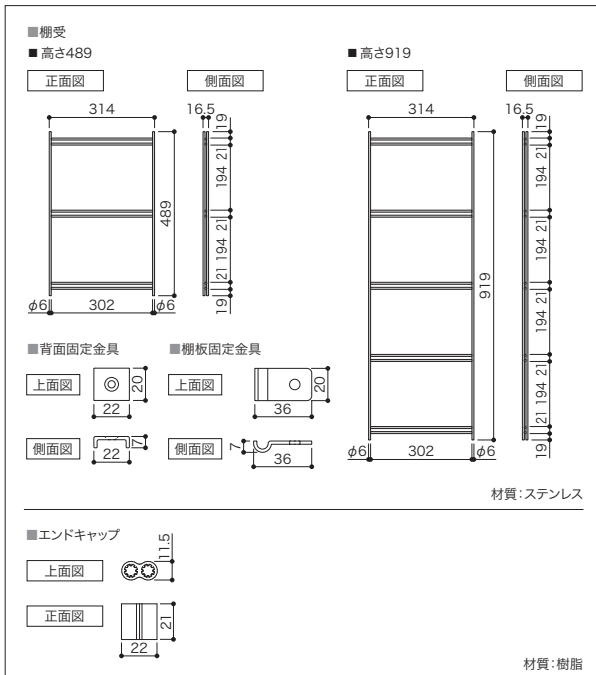 ■棚受
■ 高さ489
正面図
側面図
314
16.5
19
21
194
489
21
194
21
19
φ6
302
φ6
■ 高さ919
正面図
側面図
314
16.5
19
21
194
919
21
194
21
194
21
194
21
19
φ6
302
φ6
■背面固定金具
上面図
20
22
側面図
7
22
■棚板固定金具
上面図
20
36
側面図
7
36
材質：ステンレス
■エンドキャップ
上面図
11.5
正面図
21
22
材質：樹脂